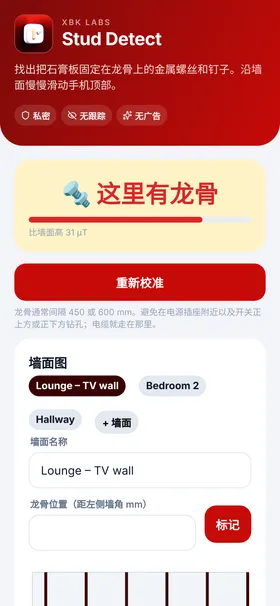 XBK LABS
Stud Detect
找出把石膏板固定在龙骨上的金属螺丝和钉子。沿墙
面慢慢滑动手机顶部。
私密
无跟踪
无广告
这里有龙骨
比墙面高 31 µT
重新校准
龙骨通常间隔 450 或 600 mm。避免在电源插座附近以及开关正
上方或正下方钻孔；电缆就走在那里。
墙面图
Lounge – TV wall
Bedroom 2
Hallway
+ 墙面
墙面名称
Lounge – TV wall
龙骨位置（距左侧墙角 mm）
标记